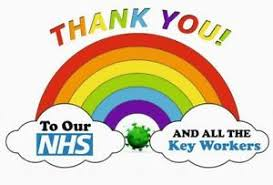 THANK YOU!
To Our
NHS
AND ALL THE
Key Workers